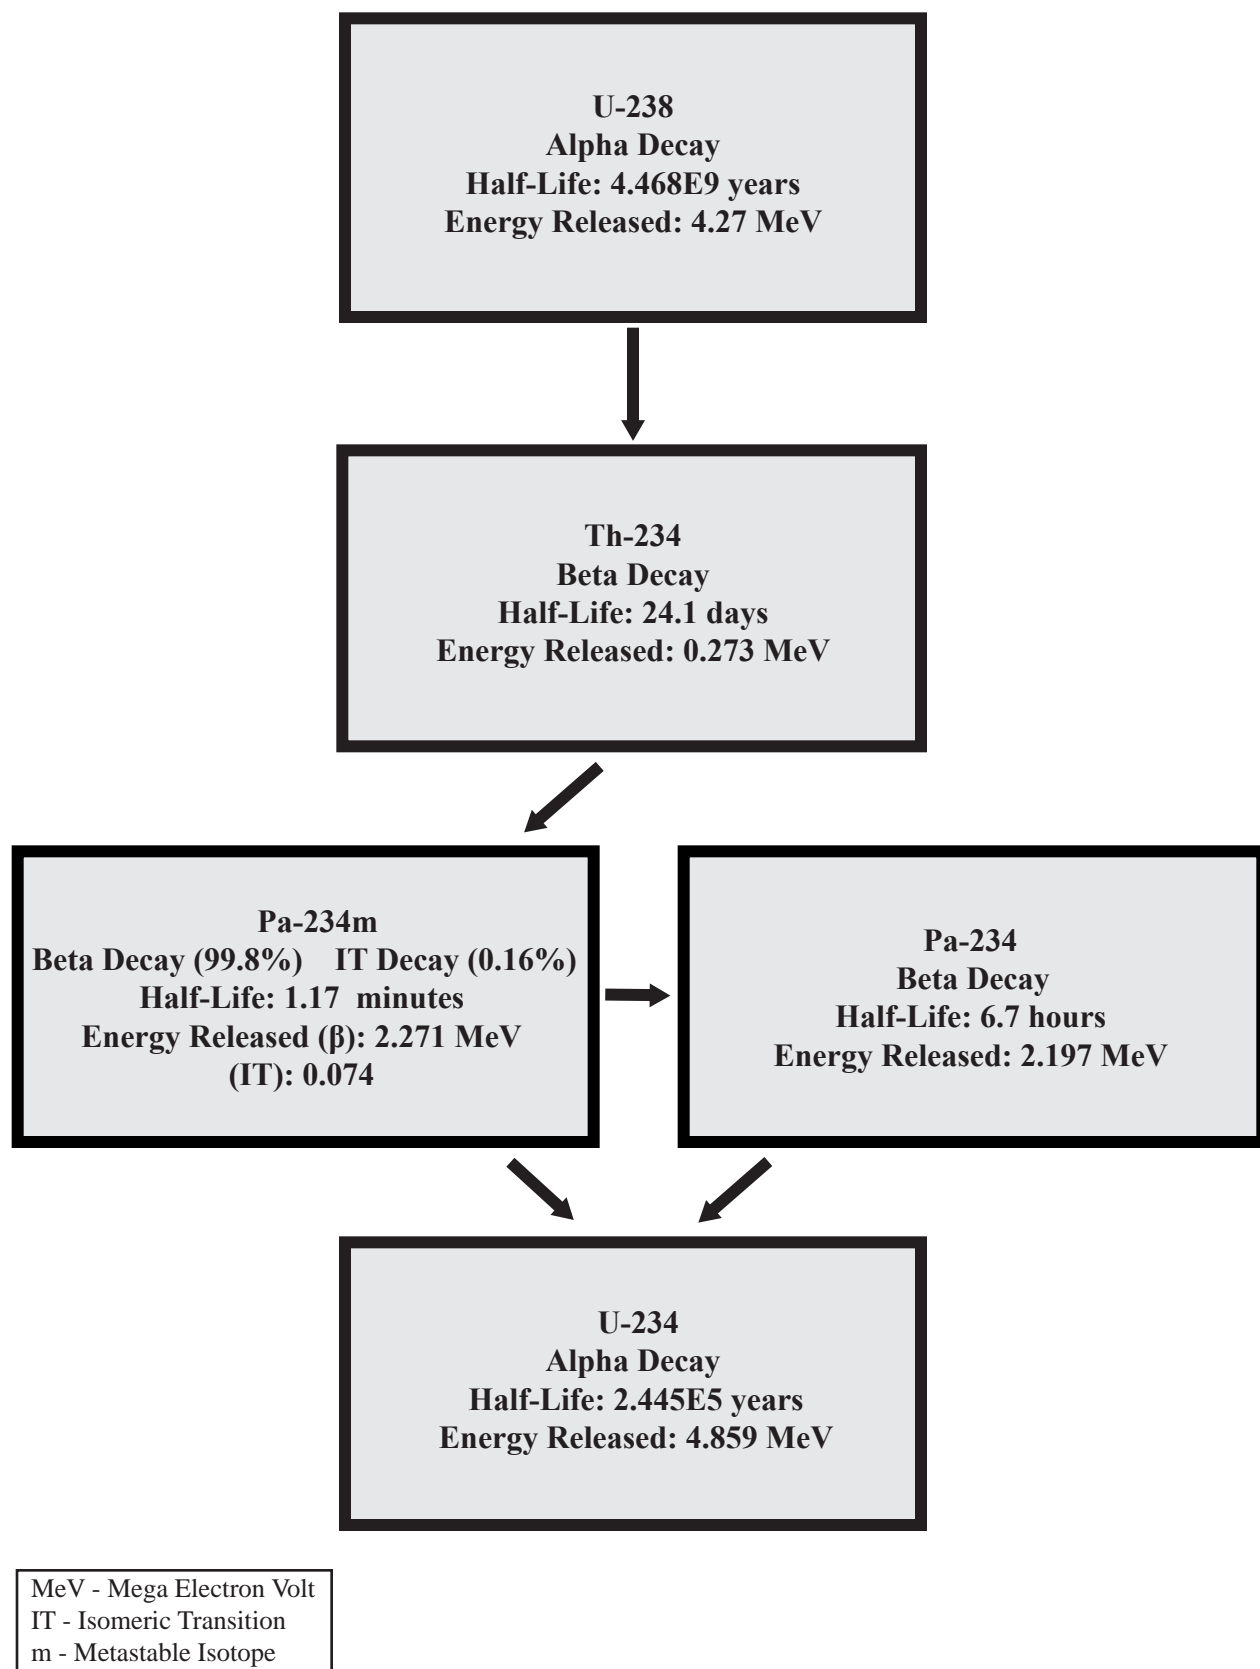 U-238
Alpha Decay
Half-Life: 4.468E9 years
Energy Released: 4.27 MeV
Th-234
Beta Decay
Half-Life: 24.1 days
Energy Released: 0.273 MeV
Pa-234m
Beta Decay (99.8%) IT Decay (0.16%)
Half-Life: 1.17 minutes
Energy Released (β): 2.271 MeV
(IT): 0.074
Pa-234
Beta Decay
Half-Life: 6.7 hours
Energy Released: 2.197 MeV
U-234
Alpha Decay
Half-Life: 2.445E5 years
Energy Released: 4.859 MeV
MeV - Mega Electron Volt
IT - Isomeric Transition
m - Metastable Isotope